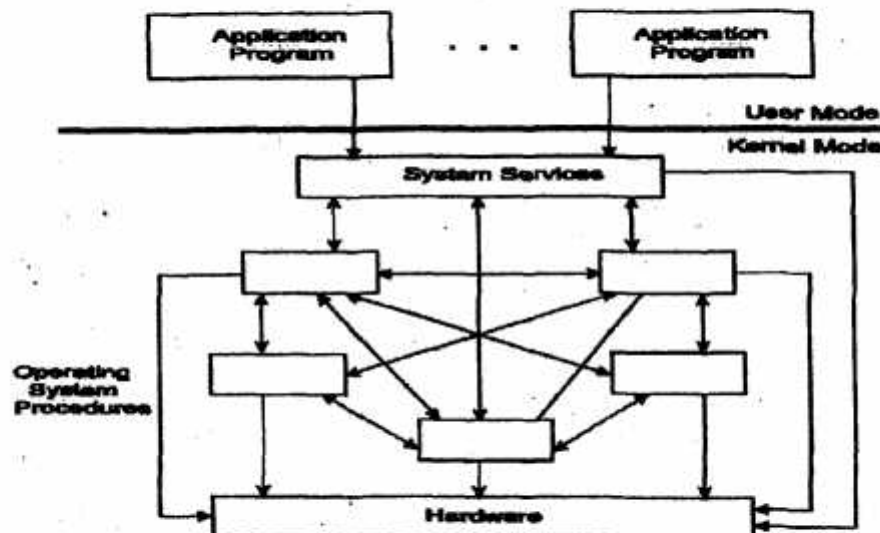 Application
Program
. . .
Application
Program
User Mode
Kernel Mode
System Services
Operating
System
Procedures
Hardware